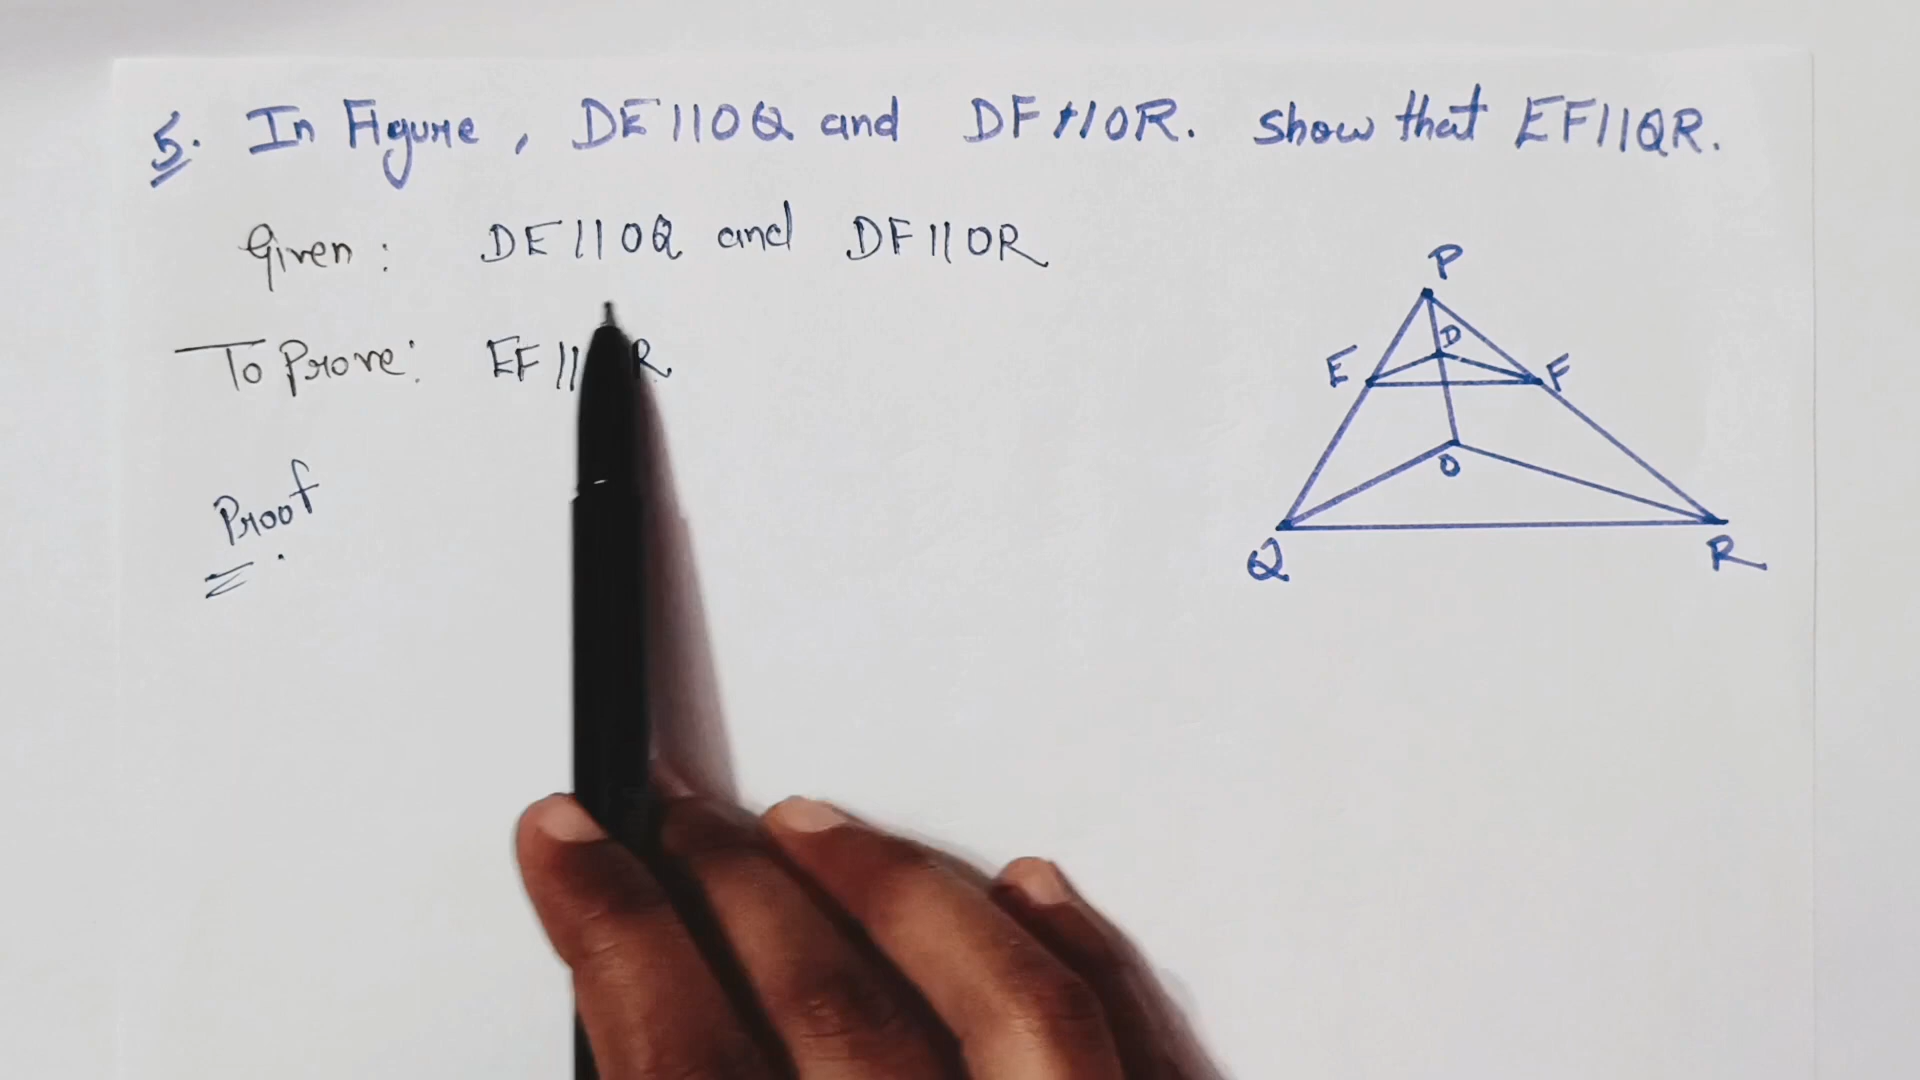 5. In Figure, DE||OQ and DF||OR. Show that EF||QR.
Given: DE||OQ and DF||OR
To Prove: EF|| R
Proof
P
D
E
F
O
Q
R